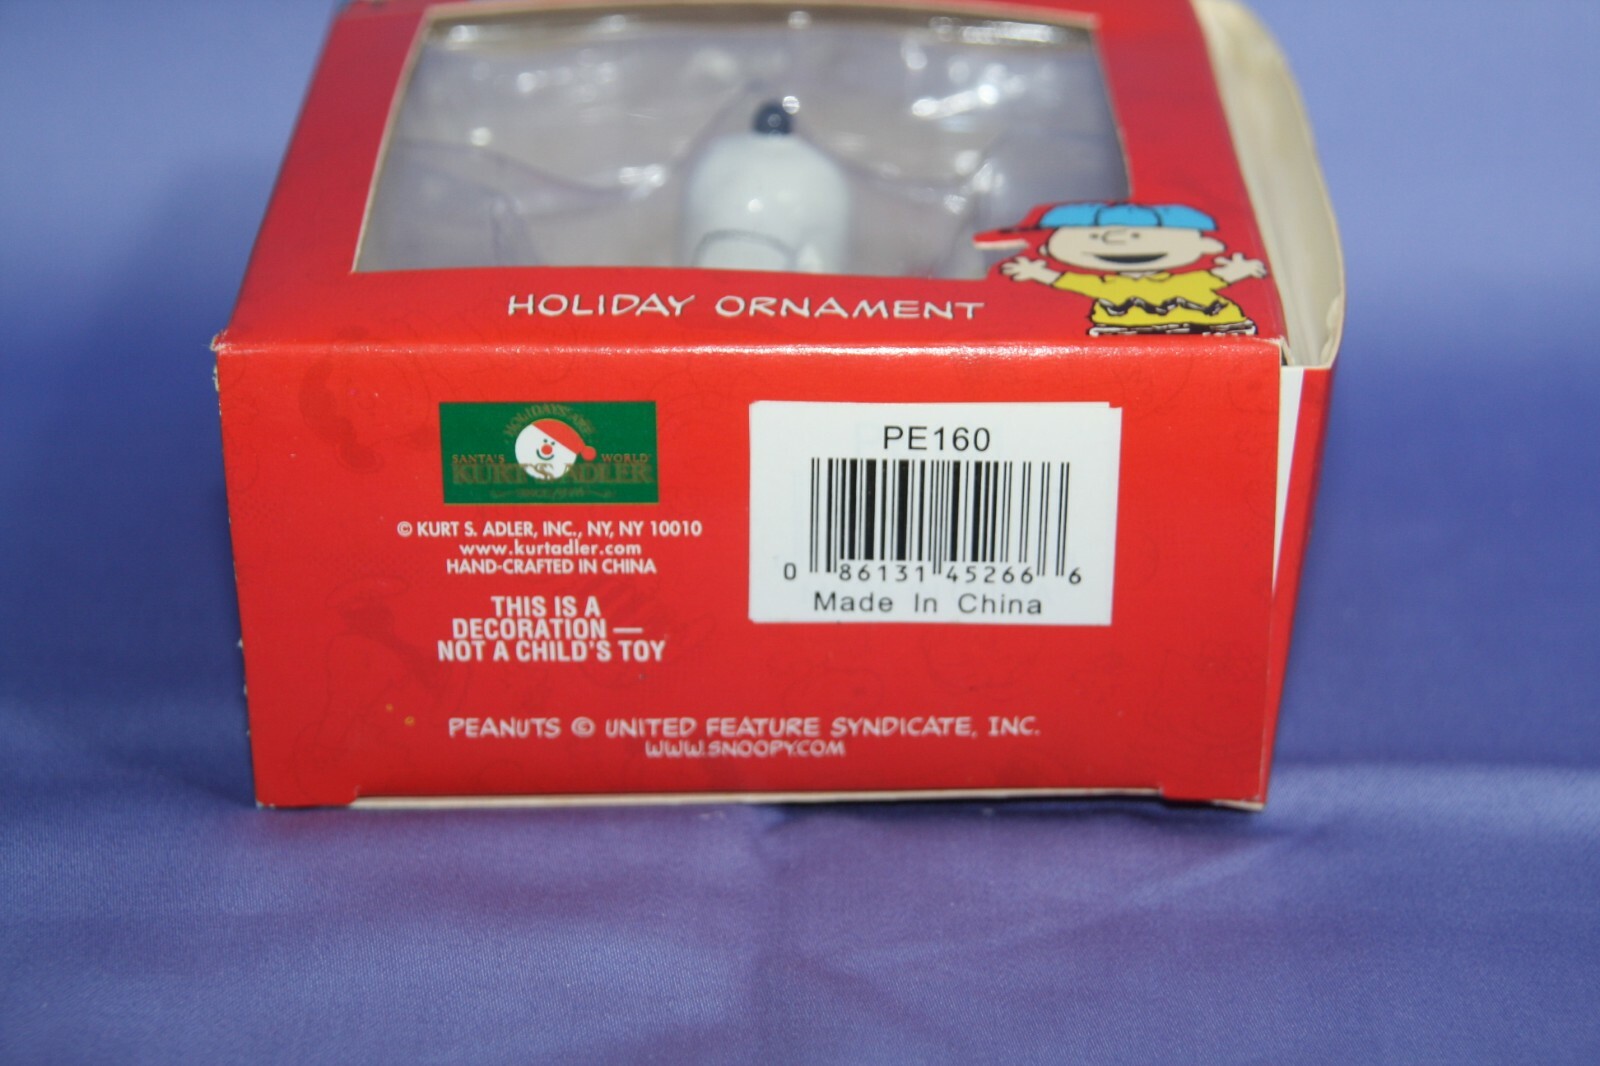 HOLIDAY ORNAMENT
HOLIDAYS ARE
SANTA'S WORLD
KURT S. ADLER
© KURT S. ADLER, INC., NY, NY 10010
www.kurtadler.com
HAND-CRAFTED IN CHINA
THIS IS A
DECORATION —
NOT A CHILD'S TOY
PE160
0 86131 45266 6
Made In China
PEANUTS © UNITED FEATURE SYNDICATE, INC.
WWW.SNOOPY.COM